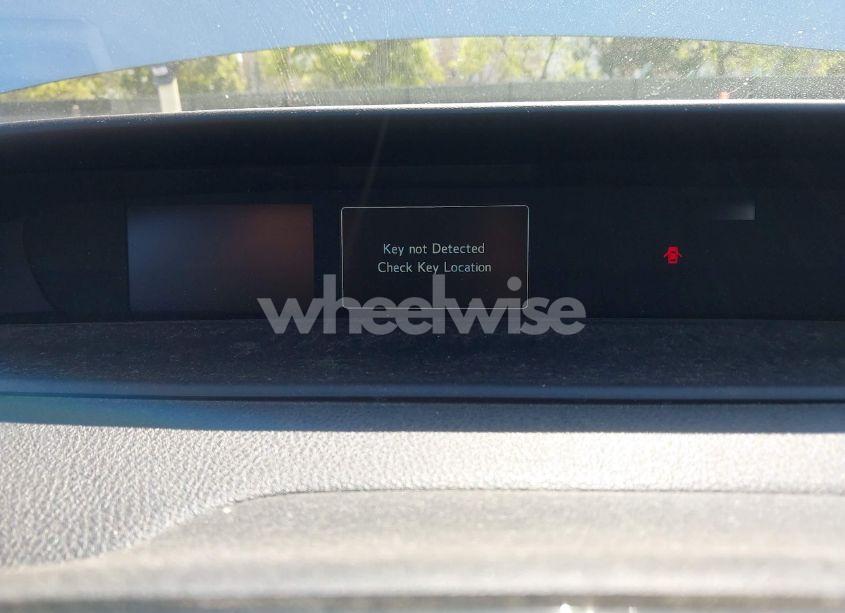 Key not Detected
Check Key Location
wheelwise